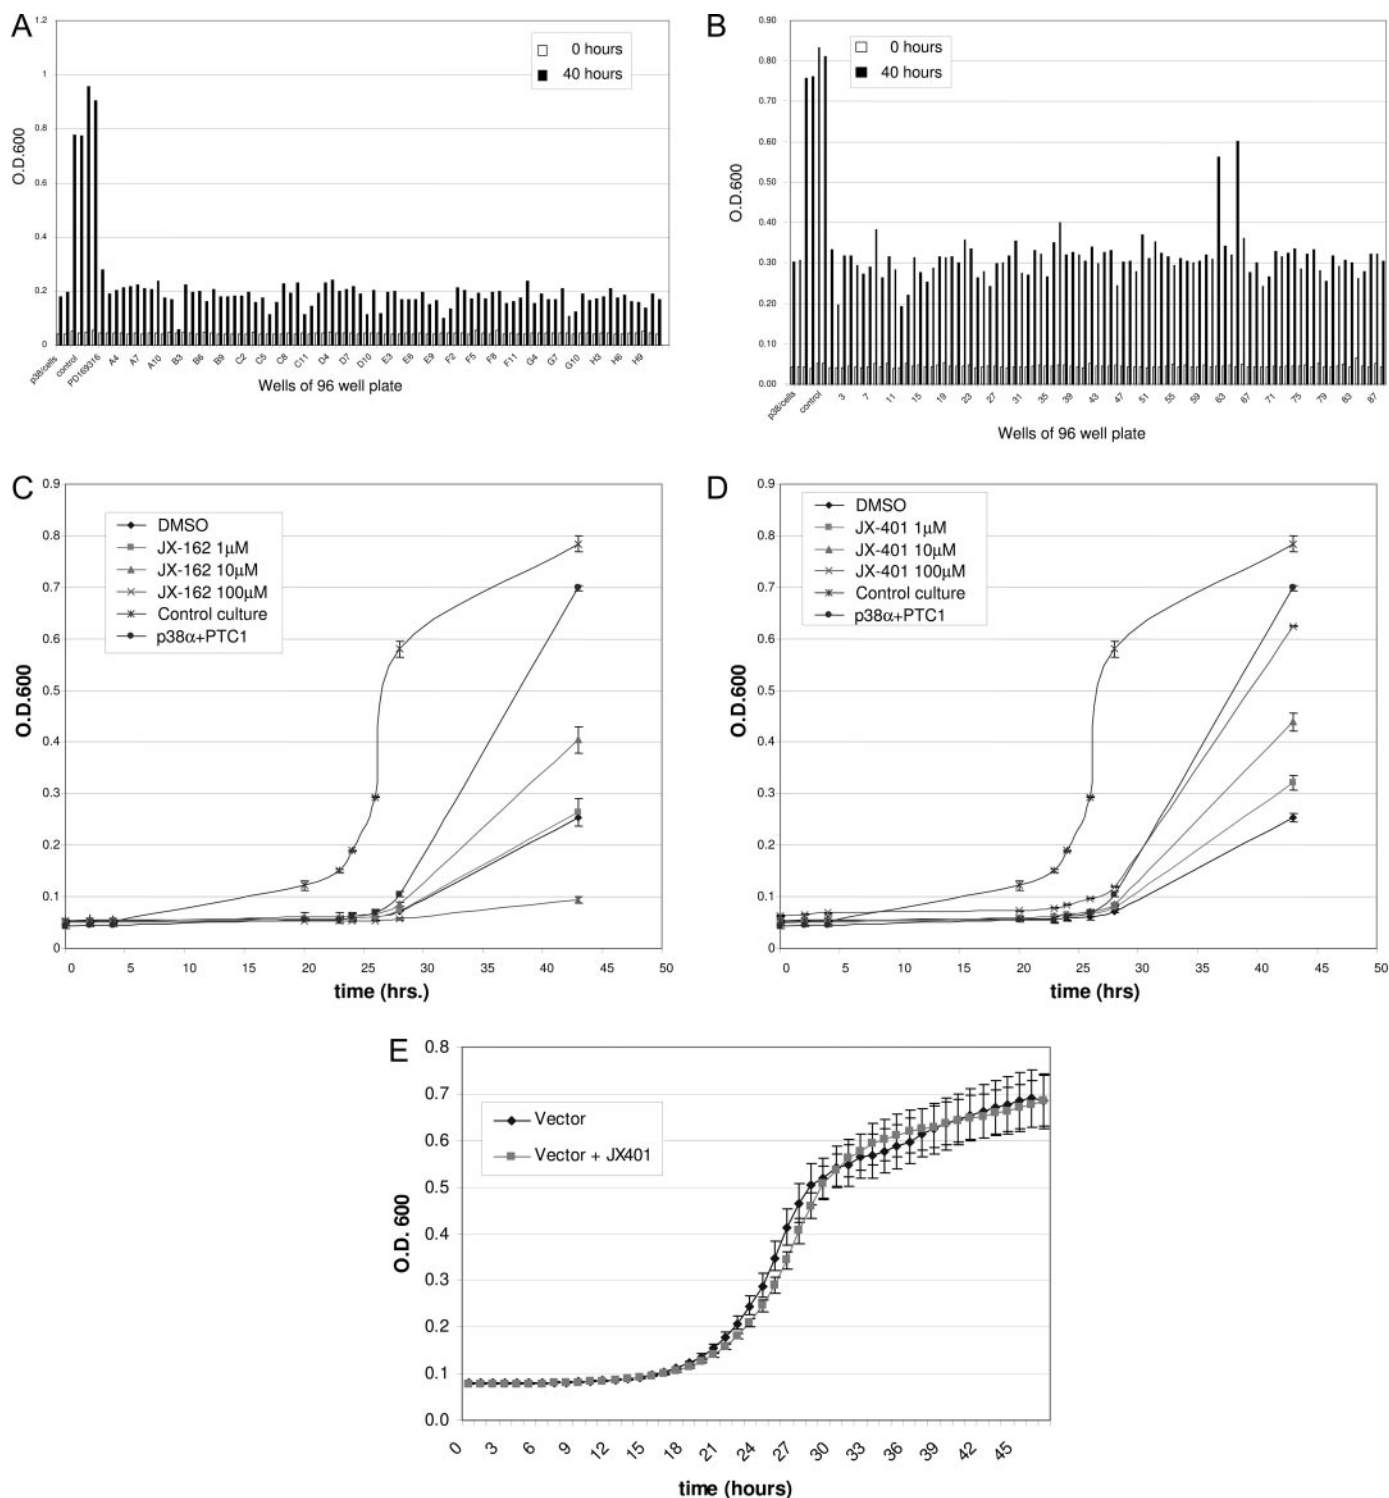 A
1.2
1
0.8
0.6
0.4
0.2
0
O.D.600
0 hours
40 hours
p38/cells
control
PD169316
A4
A7
A10
B3
B6
B9
C2
C5
C8
C11
D4
D7
D10
E3
E6
E9
F2
F5
F8
F11
G4
G7
G10
H3
H6
H9
Wells of 96 well plate
B
0.90
0.80
0.70
0.60
0.50
0.40
0.30
0.20
0.10
0.00
O.D.600
0 hours
40 hours
p38/cells
control
3
7
11
15
19
23
27
31
35
39
43
47
51
55
59
63
67
71
75
79
83
87
Wells of 96 well plate
C
0.9
0.8
0.7
0.6
0.5
0.4
0.3
0.2
0.1
0
O.D.600
DMSO
JX-162 1μM
JX-162 10μM
JX-162 100μM
Control culture
p38α+PTC1
0 5 10 15 20 25 30 35 40 45 50
time (hrs.)
D
0.9
0.8
0.7
0.6
0.5
0.4
0.3
0.2
0.1
0
O.D.600
DMSO
JX-401 1μM
JX-401 10μM
JX-401 100μM
Control culture
p38α+PTC1
0 5 10 15 20 25 30 35 40 45 50
time (hrs)
E
0.8
0.7
0.6
0.5
0.4
0.3
0.2
0.1
0.0
O.D. 600
Vector
Vector + JX401
0 3 6 9 12 15 18 21 24 27 30 33 36 39 42 45
time (hours)